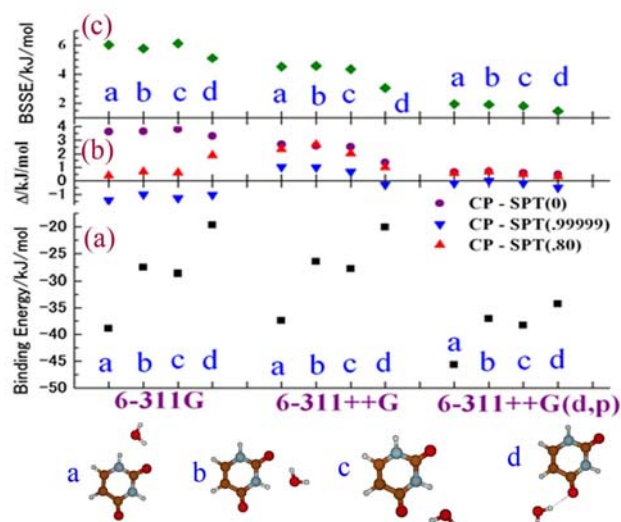 (c)
BSSE/kJ/mol
6
4
2
a b c d
a b c d
a b c d
(b)
Δ/kJ/mol
4
3
2
1
0
-1
CP - SPT(0)
CP - SPT(.99999)
CP - SPT(.80)
(a)
Binding Energy/kJ/mol
-20
-25
-30
-35
-40
-45
-50
a b c d
a b c d
a b c d
6-311G 6-311++G 6-311++G(d,p)
a b c d